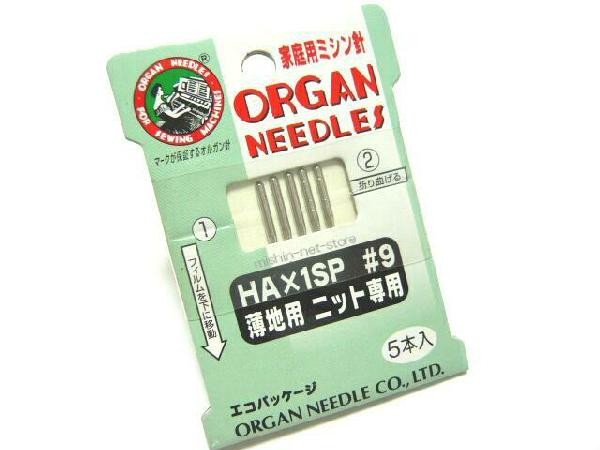 家庭用ミシン針
ORGAN
NEEDLES
ORGAN NEEDLES
FOR SEWING MACHINES
®
マークが保証するオルガン針
②
折り曲げる
①
フィルムを下に移動
mishin-net-store
HA×1SP #9
薄地用 ニット専用
5本入
エコパッケージ
ORGAN NEEDLE CO., LTD.